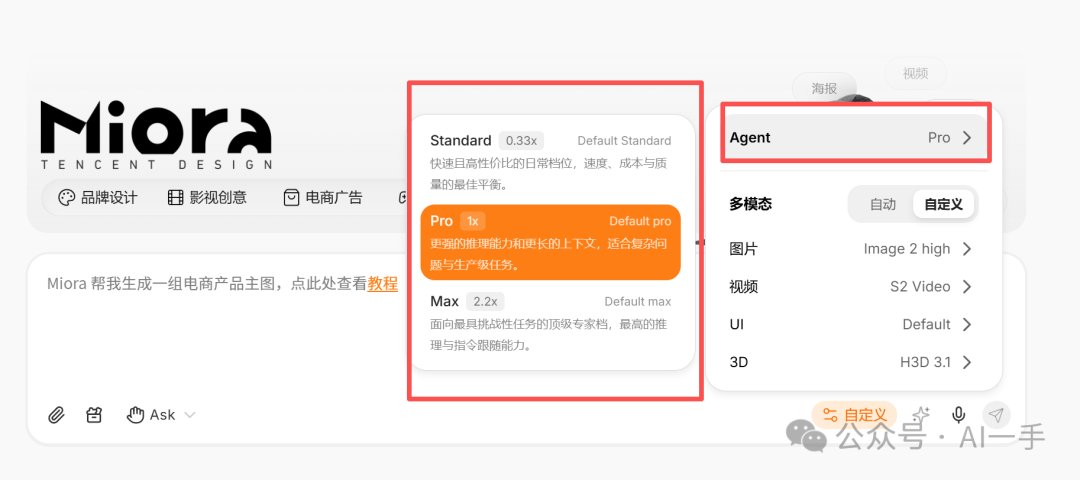 视频
海报
Miora
TENCENT DESIGN
品牌设计
影视创意
电商广告
Miora 帮我生成一组电商产品主图，点此处查看教程
Ask
Standard 0.33x Default Standard
快速且高性价比的日常档位，速度、成本与质
量的最佳平衡。
Pro 1x Default pro
更强的推理能力和更长的上下文，适合复杂问
题与生产级任务。
Max 2.2x Default max
面向最具挑战性任务的顶级专家档，最高的推
理与指令跟随能力。
Agent Pro
多模态 自动 自定义
图片 Image 2 high
视频 S2 Video
UI Default
3D H3D 3.1
自定义
公众号 · AI一手